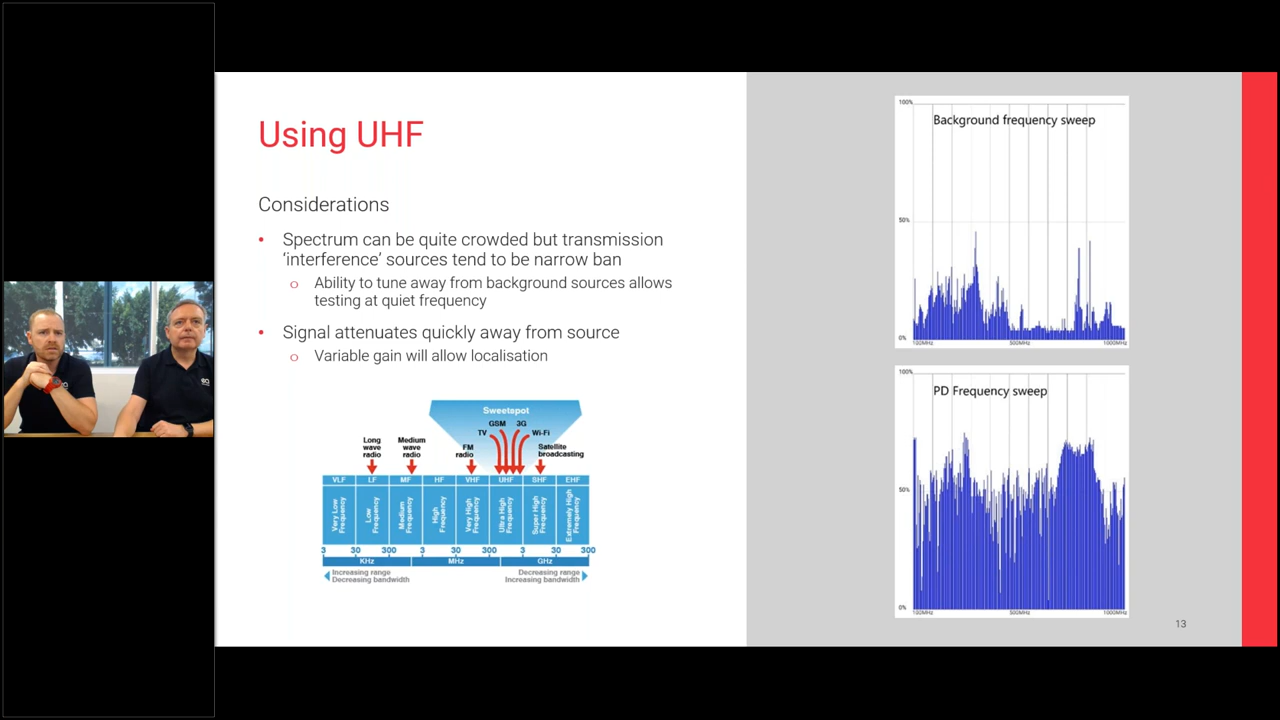 Using UHF
Considerations
• Spectrum can be quite crowded but transmission
‘interference’ sources tend to be narrow ban
o Ability to tune away from background sources allows
testing at quiet frequency
• Signal attenuates quickly away from source
o Variable gain will allow localisation
Sweetspot
GSM 3G
TV Wi-Fi
Long
wave
radio
Medium
wave
radio
FM
radio
Satellite
broadcasting
VLF LF MF HF VHF UHF SHF EHF
Very Low
Frequency
Low
Frequency
Medium
Frequency
High
Frequency
Very High
Frequency
Ultra High
Frequency
Super High
Frequency
Extremely High
Frequency
3 30 300 3 30 300 3 30 300
KHz MHz GHz
Increasing range
Decreasing bandwidth
Decreasing range
Increasing bandwidth
100%
Background frequency sweep
50%
0%
100MHz 500MHz 1000MHz
100%
PD Frequency sweep
50%
0%
100MHz 500MHz 1000MHz
13